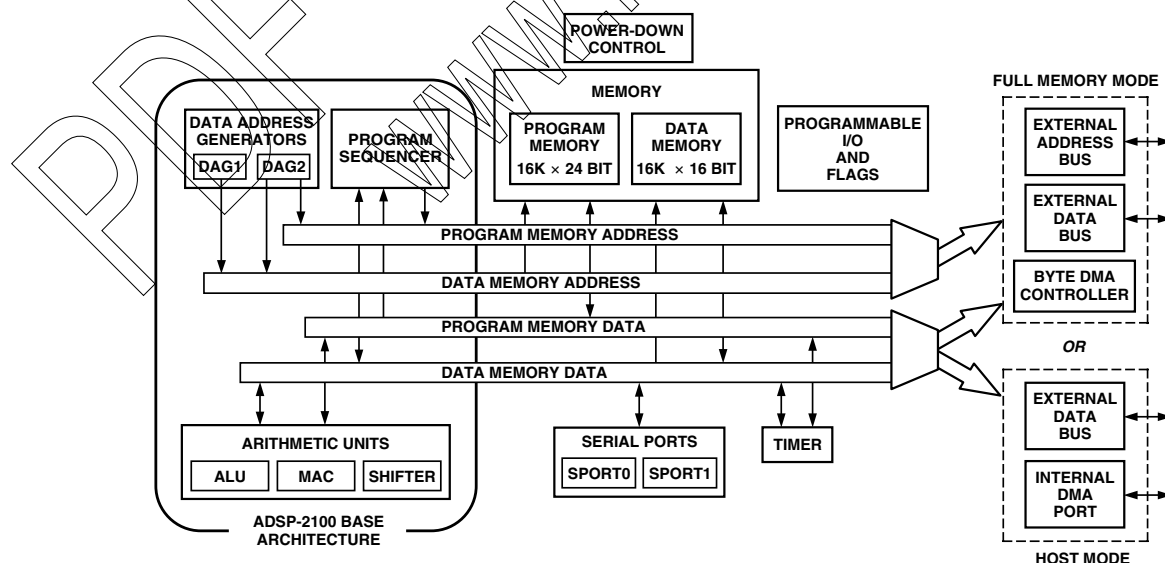 POWER-DOWN
CONTROL
MEMORY
PROGRAM
MEMORY
16K × 24 BIT
DATA
MEMORY
16K × 16 BIT
DATA ADDRESS
GENERATORS
DAG1
DAG2
PROGRAM
SEQUENCER
PROGRAMMABLE
I/O
AND
FLAGS
FULL MEMORY MODE
EXTERNAL
ADDRESS
BUS
EXTERNAL
DATA
BUS
BYTE DMA
CONTROLLER
OR
EXTERNAL
DATA
BUS
INTERNAL
DMA
PORT
HOST MODE
PROGRAM MEMORY ADDRESS
DATA MEMORY ADDRESS
PROGRAM MEMORY DATA
DATA MEMORY DATA
ARITHMETIC UNITS
ALU
MAC
SHIFTER
SERIAL PORTS
SPORT0
SPORT1
TIMER
ADSP-2100 BASE
ARCHITECTURE
PDF
www.